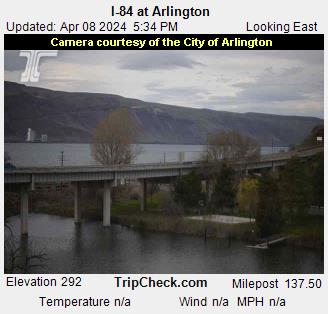 I-84 at Arlington
Updated: Apr 08 2024 5:34 PM Looking East
Camera courtesy of the City of Arlington
Elevation 292 TripCheck.com Milepost 137.50
Temperature n/a Wind n/a MPH n/a